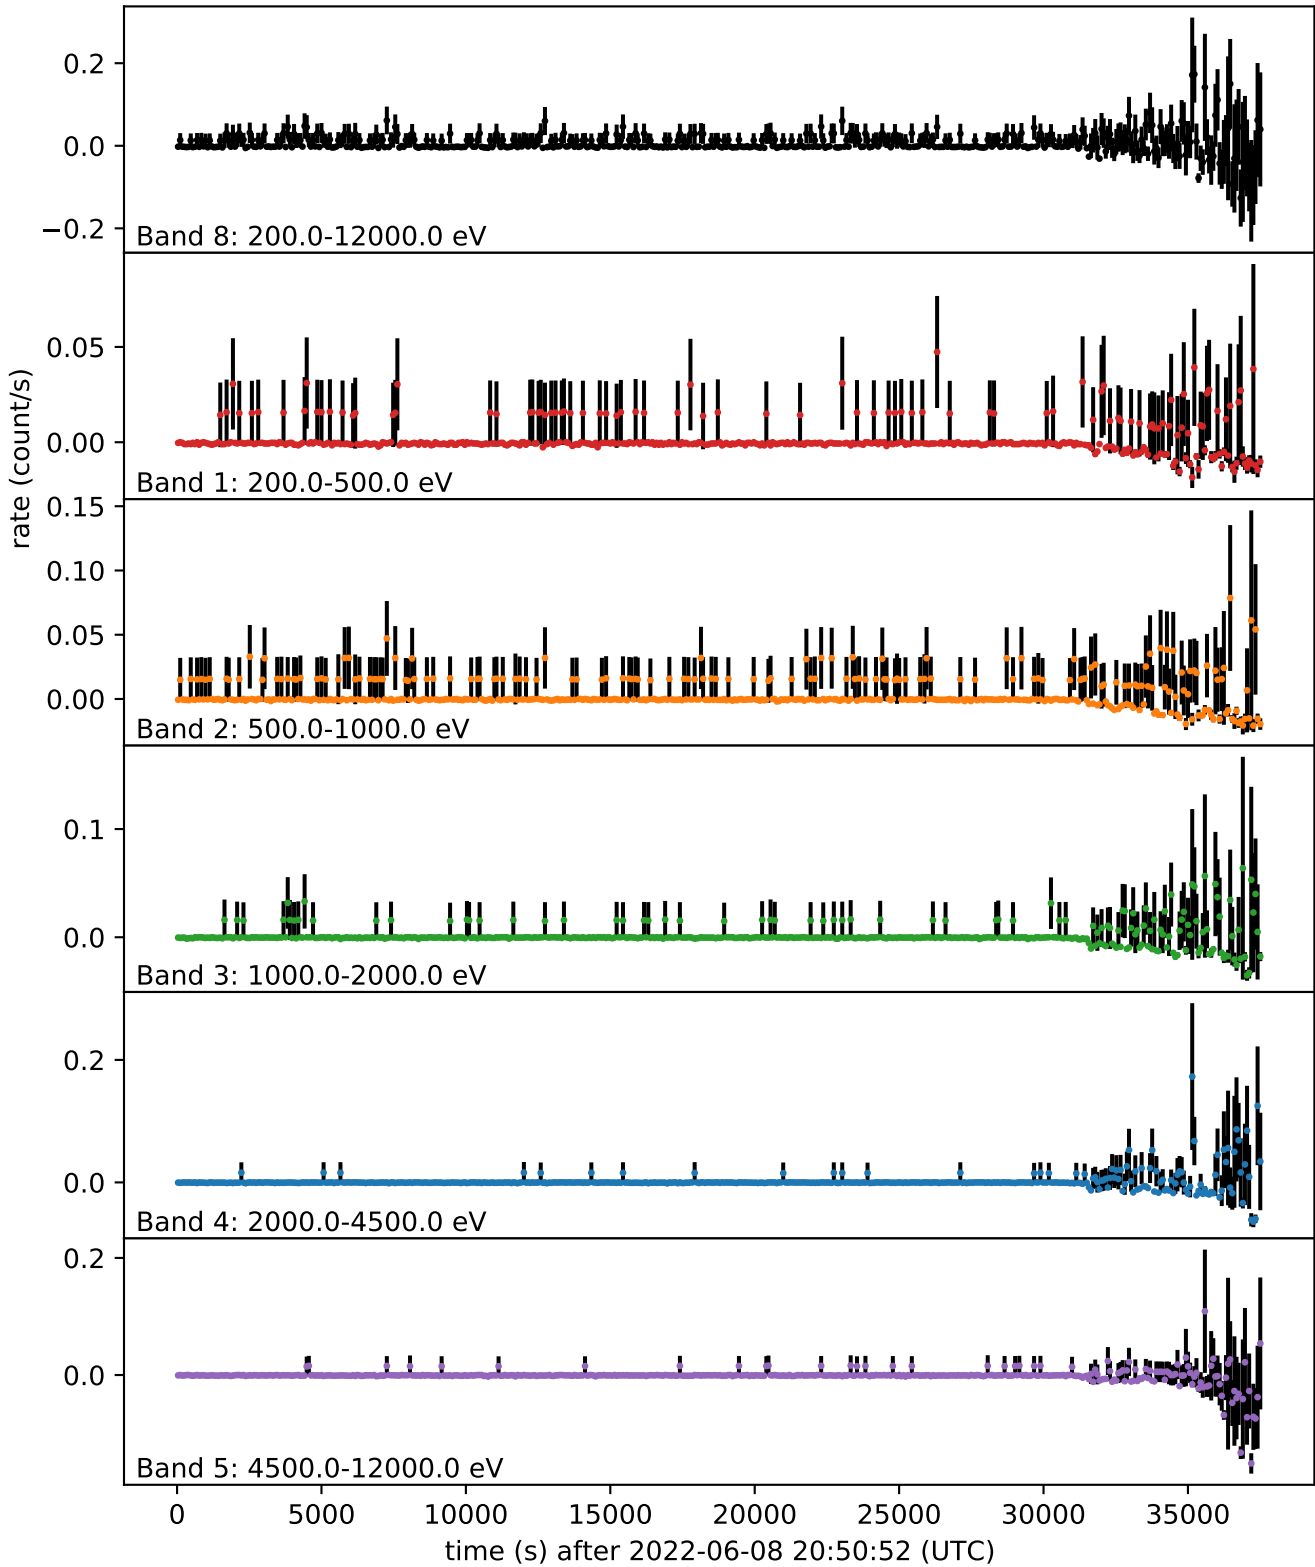 0.2
0.0
−0.2
Band 8: 200.0-12000.0 eV
0.05
0.00
Band 1: 200.0-500.0 eV
rate (count/s)
0.15
0.10
0.05
0.00
Band 2: 500.0-1000.0 eV
0.1
0.0
Band 3: 1000.0-2000.0 eV
0.2
0.0
Band 4: 2000.0-4500.0 eV
0.2
0.0
Band 5: 4500.0-12000.0 eV
0 5000 10000 15000 20000 25000 30000 35000
time (s) after 2022-06-08 20:50:52 (UTC)